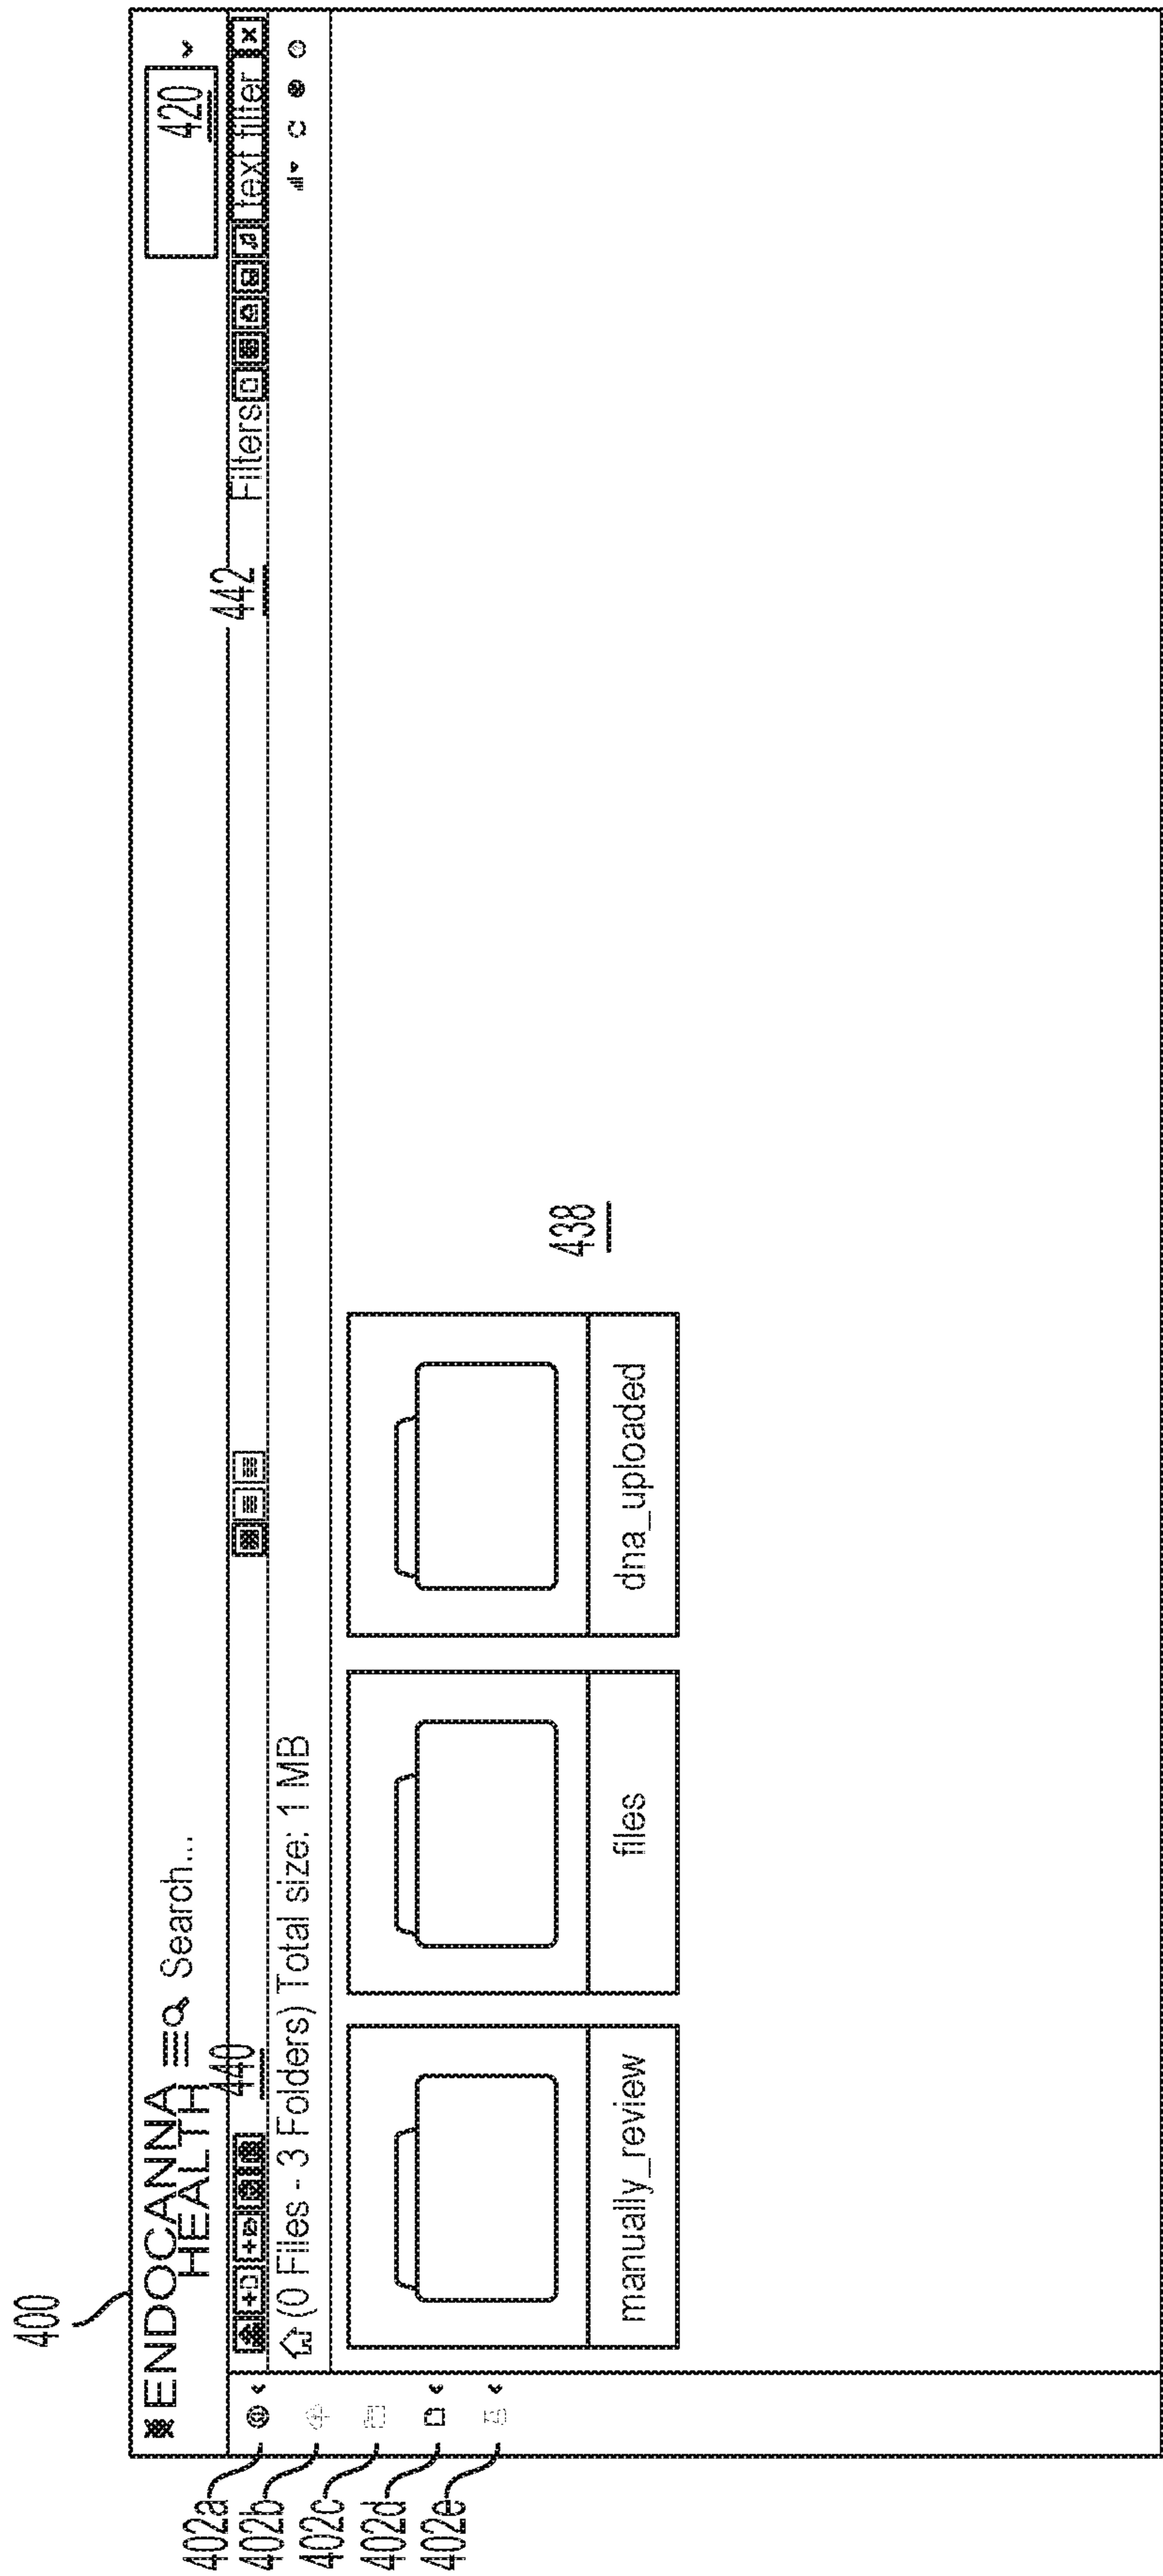 400
ENDOCANNA
HEALTH
Search...
420
440
442
Filters
text filter
x
(0 Files - 3 Folders) Total size: 1 MB
402a
402b
402c
402d
402e
manually_review
files
dna_uploaded
438